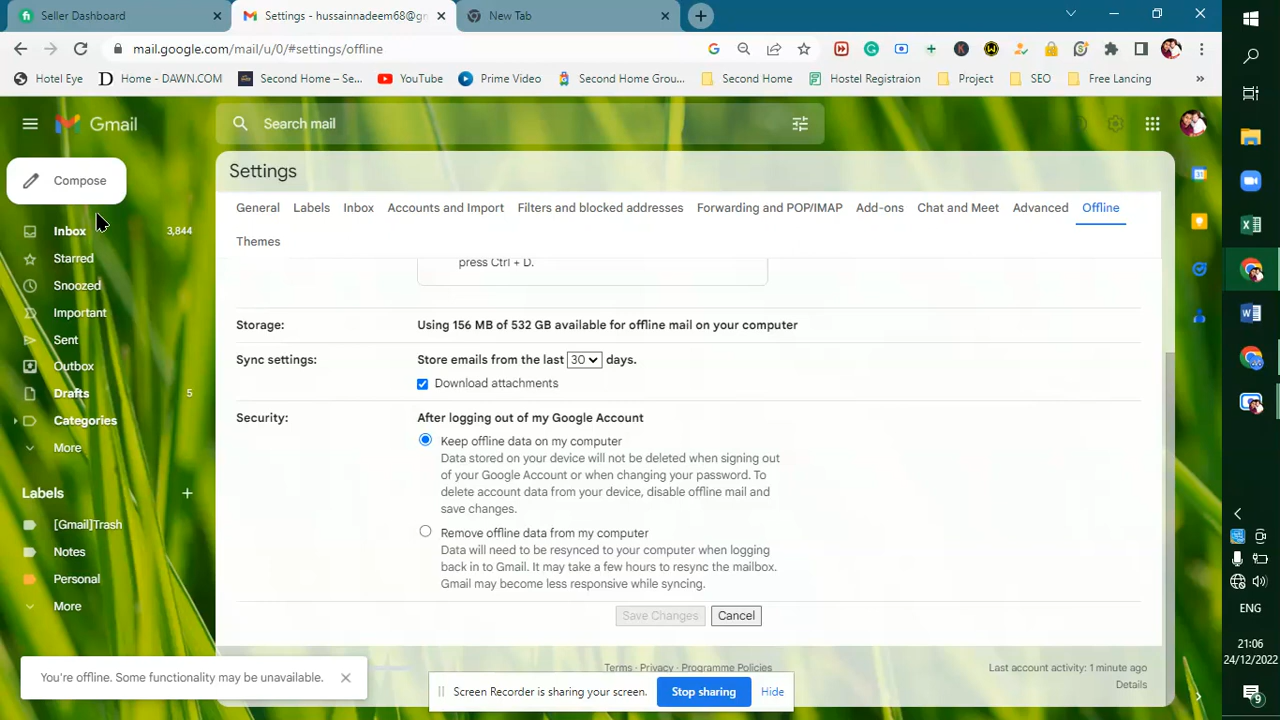 Seller Dashboard
Settings - hussainnadeem68@gr
New Tab
mail.google.com/mail/u/0/#settings/offline
Hotel Eye
Home - DAWN.COM
Second Home – Se...
YouTube
Prime Video
Second Home Grou...
Second Home
Hostel Registraion
Project
SEO
Free Lancing
Gmail
Search mail
Compose
Settings
General
Labels
Inbox
Accounts and Import
Filters and blocked addresses
Forwarding and POP/IMAP
Add-ons
Chat and Meet
Advanced
Offline
Themes
Inbox 3,844
Starred
Snoozed
Important
Sent
Outbox
Drafts 5
Categories
More
Labels
[Gmail]Trash
Notes
Personal
More
press Ctrl + D.
Storage: Using 156 MB of 532 GB available for offline mail on your computer
Sync settings: Store emails from the last 30 days.
Download attachments
Security: After logging out of my Google Account
Keep offline data on my computer
Data stored on your device will not be deleted when signing out
of your Google Account or when changing your password. To
delete account data from your device, disable offline mail and
save changes.
Remove offline data from my computer
Data will need to be resynced to your computer when logging
back in to Gmail. It may take a few hours to resync the mailbox.
Gmail may become less responsive while syncing.
Save Changes
Cancel
Terms · Privacy · Programme Policies
Last account activity: 1 minute ago
Details
You're offline. Some functionality may be unavailable.
Screen Recorder is sharing your screen.
Stop sharing
Hide
ENG
21:06
24/12/2022
9